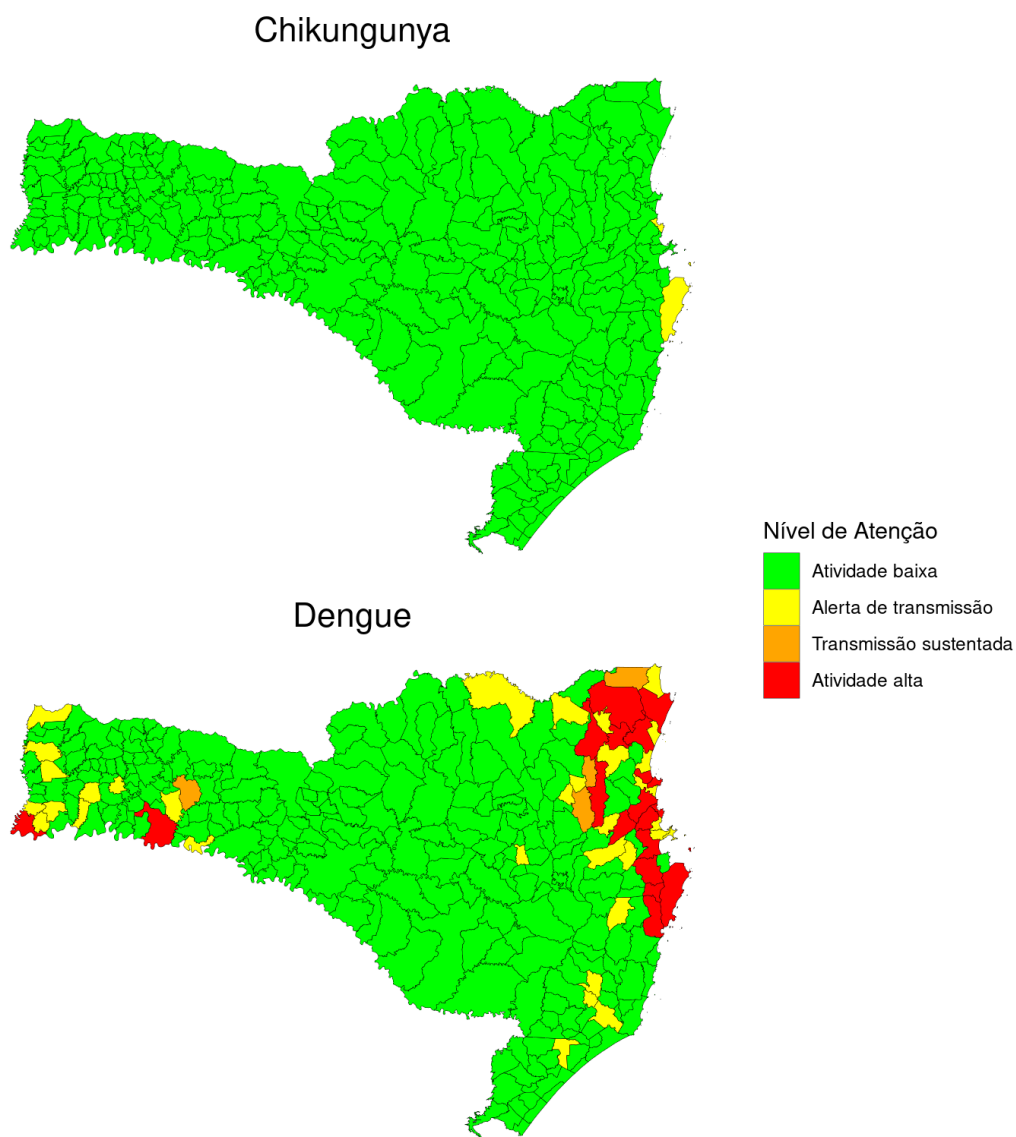 Chikungunya
Nível de Atenção
Atividade baixa
Alerta de transmissão
Transmissão sustentada
Atividade alta
Dengue